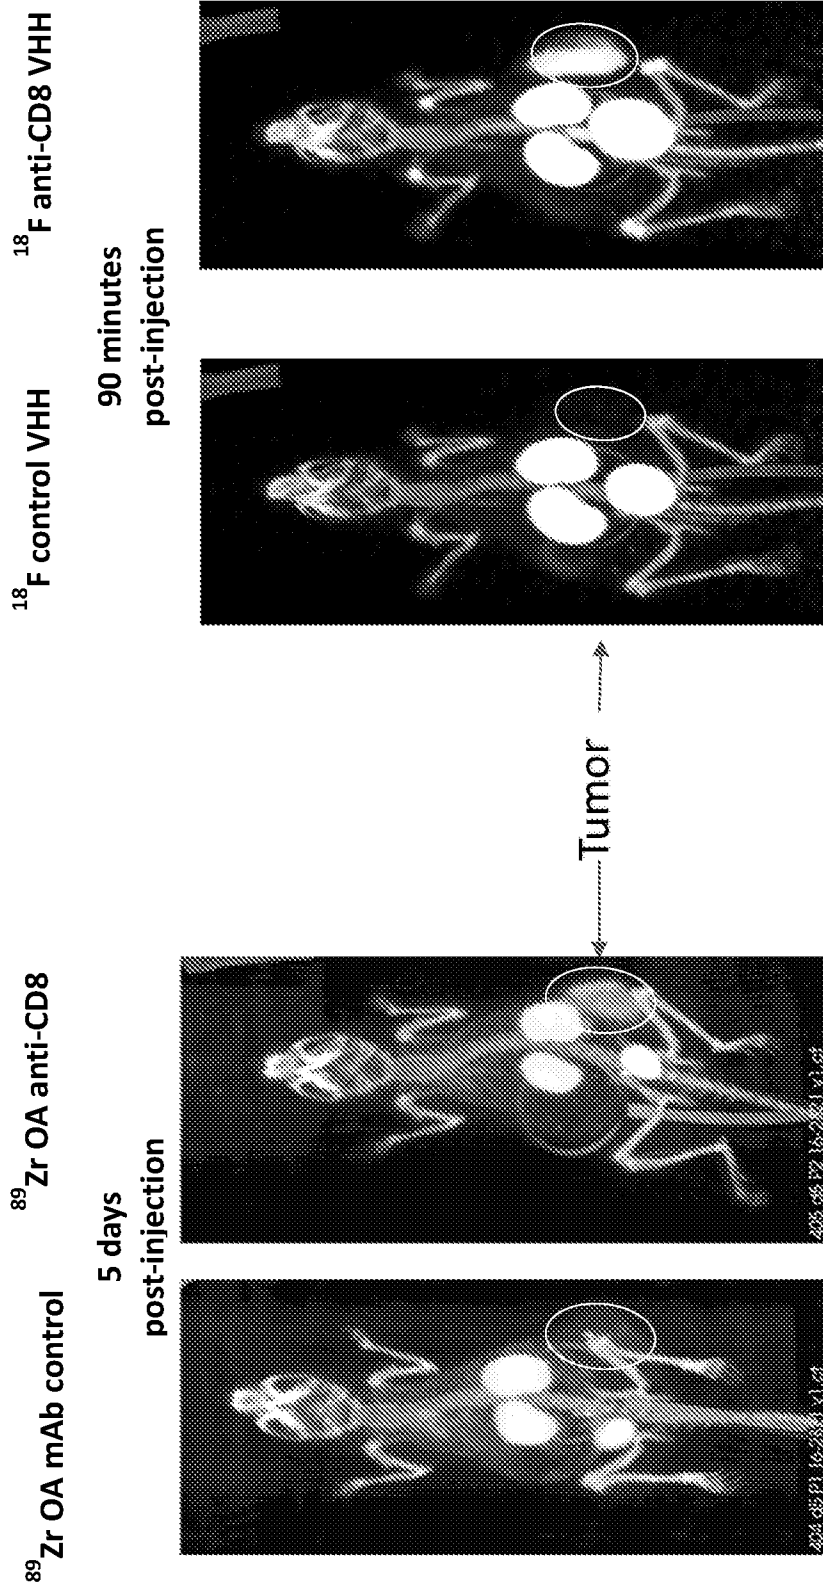 ⁸⁹Zr OA mAb control
⁸⁹Zr OA anti-CD8
5 days
post-injection
¹⁸F control VHH
¹⁸F anti-CD8 VHH
90 minutes
post-injection
Tumor